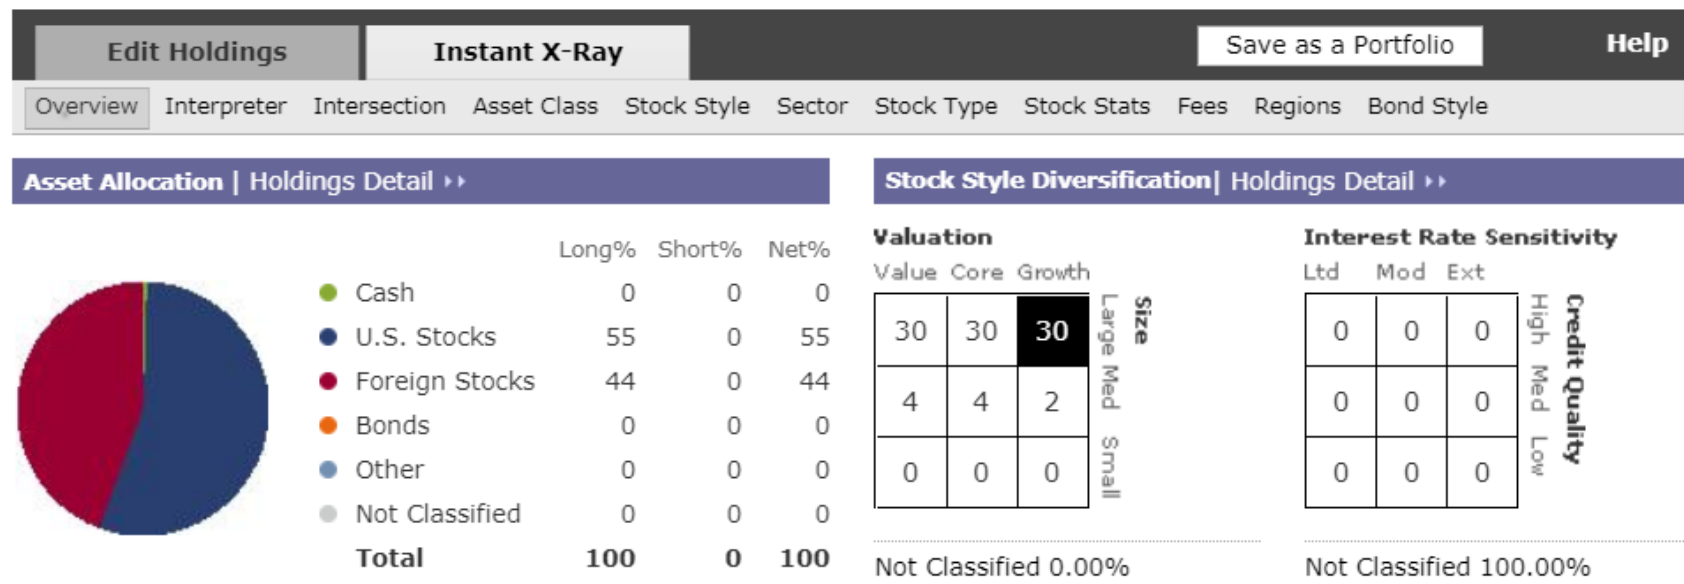 Edit Holdings Instant X-Ray Save as a Portfolio Help
Overview Interpreter Intersection Asset Class Stock Style Sector Stock Type Stock Stats Fees Regions Bond Style
Asset Allocation | Holdings Detail
Long% Short% Net%
Cash 0 0 0
U.S. Stocks 55 0 55
Foreign Stocks 44 0 44
Bonds 0 0 0
Other 0 0 0
Not Classified 0 0 0
Total 100 0 100
Stock Style Diversification| Holdings Detail
Valuation
Value Core Growth
30 30 30
4 4 2
0 0 0
Large Med Small
Size
Not Classified 0.00%
Interest Rate Sensitivity
Ltd Mod Ext
0 0 0
0 0 0
0 0 0
High Med Low
Credit Quality
Not Classified 100.00%